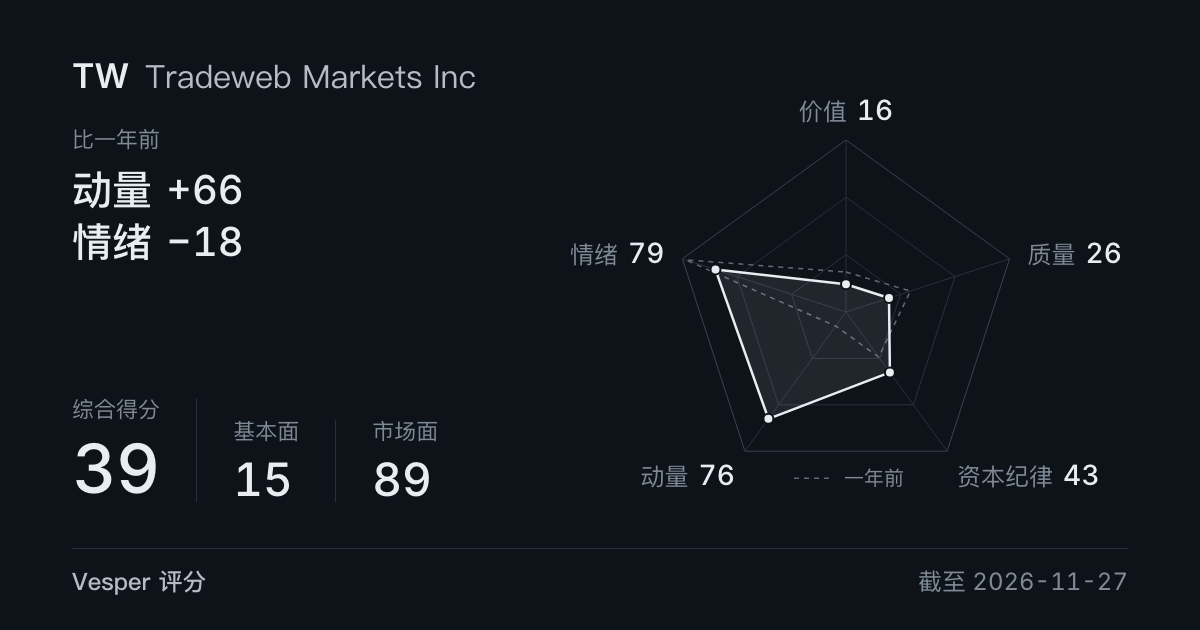 TW Tradeweb Markets Inc
比一年前
动量 +66
情绪 −18
综合得分
39
基本面
15
市场面
89
价值 16
质量 26
情绪 79
动量 76
一年前
资本纪律 43
Vesper 评分
截至 2026-11-27